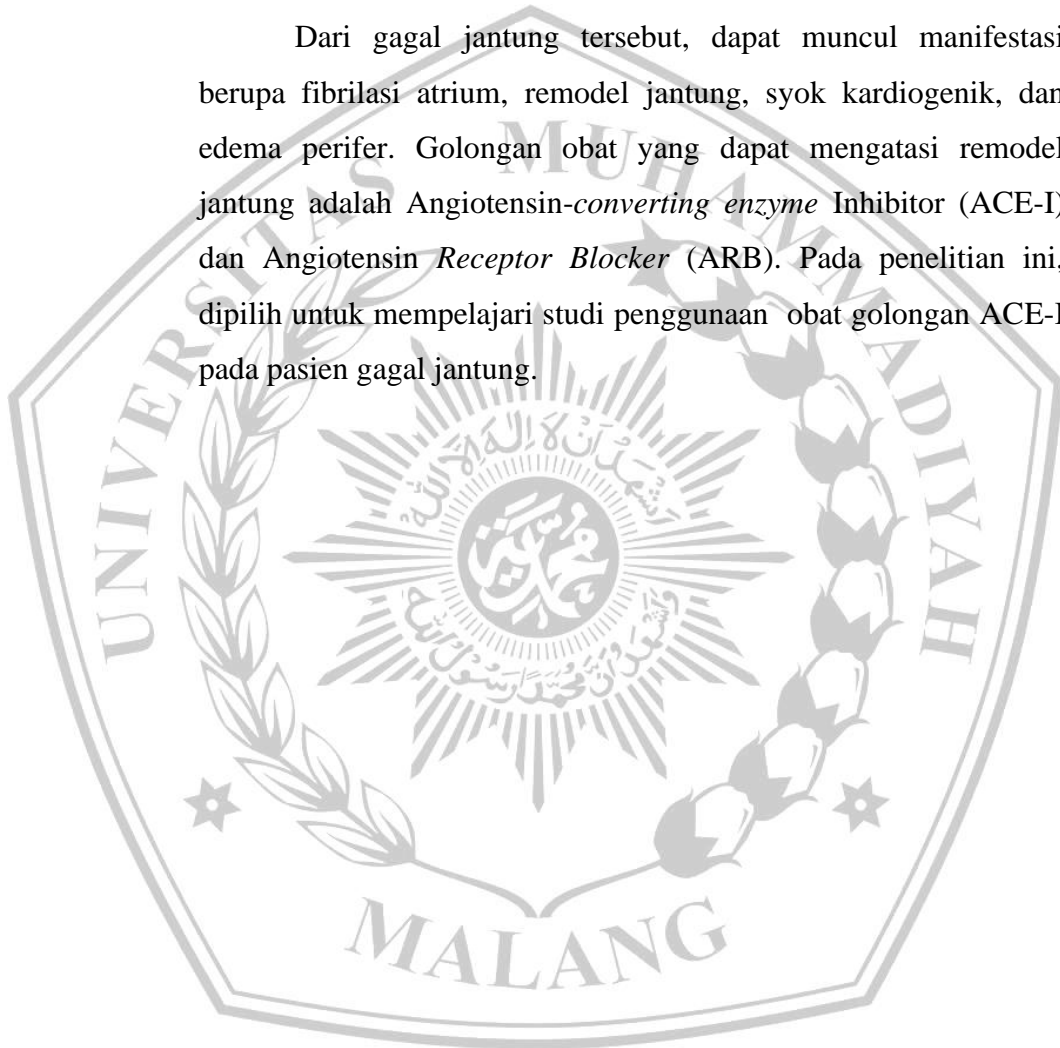 Dari gagal jantung tersebut, dapat muncul manifestasi
berupa fibrilasi atrium, remodel jantung, syok kardiogenik, dan
edema perifer. Golongan obat yang dapat mengatasi remodel
jantung adalah Angiotensin-converting enzyme Inhibitor (ACE-I)
dan Angiotensin Receptor Blocker (ARB). Pada penelitian ini,
dipilih untuk mempelajari studi penggunaan  obat golongan ACE-I
pada pasien gagal jantung.
UNIVERSITAS MUHAMMADIYAH
MALANG